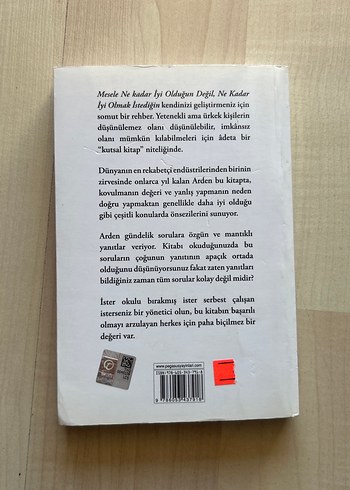 Mesele Ne kadar İyi Olduğun Değil, Ne Kadar
İyi Olmak İstediğin kendinizi geliştirmeniz için
somut bir rehber. Yetenekli ama ürkek kişilerin
düşünülemez olanı düşünülebilir, imkânsız
olanı mümkün kılabilmeleri için âdeta bir
“kutsal kitap” niteliğinde.
Dünyanın en rekabetçi endüstrilerinden birinin
zirvesinde onlarca yıl kalan Arden bu kitapta,
kovulmanın değeri ve yanlış yapmanın neden
doğru yapmaktan genellikle daha iyi olduğu
gibi çeşitli konularda önsezilerini sunuyor.
Arden gündelik sorulara özgün ve mantıklı
yanıtlar veriyor. Kitabı okuduğunuzda bu
soruların çoğunun yanıtının apaçık ortada
olduğunu düşünüyorsunuz fakat zaten yanıtları
bildiğiniz zaman tüm sorular kolay değil midir?
İster okulu bırakmış ister serbest çalışan
isterseniz bir yönetici olun, bu kitabın başarılı
olmayı arzulayan herkes için paha biçilmez bir
değeri var.
www.pegasusyayinlari.com